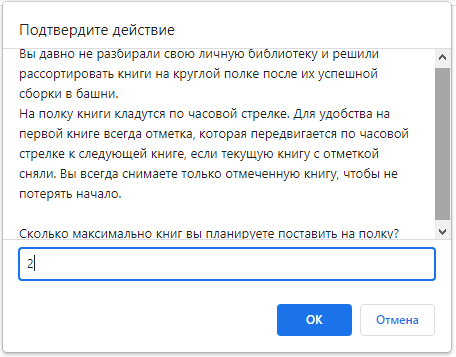 Подтвердите действие
Вы давно не разбирали свою личную библиотеку и решили
рассортировать книги на круглой полке после их успешной
сборки в башни.
На полку книги кладутся по часовой стрелке. Для удобства на
первой книге всегда отметка, которая передвигается по часовой
стрелке к следующей книге, если текущую книгу с отметкой
сняли. Вы всегда снимаете только отмеченную книгу, чтобы не
потерять начало.
Сколько максимально книг вы планируете поставить на полку?
2
ОК
Отмена